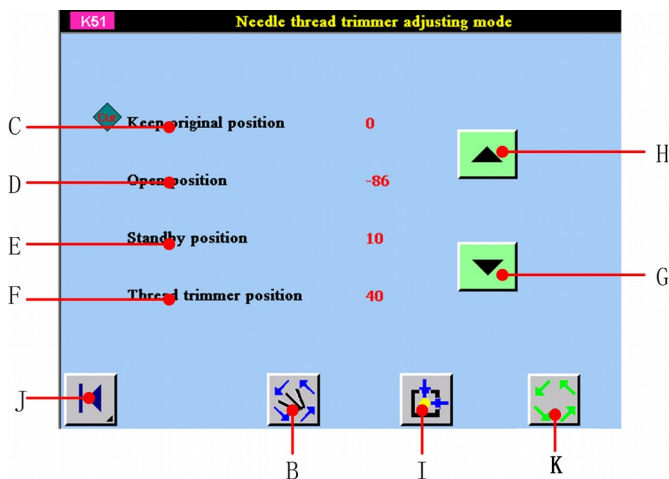 K51 Needle thread trimmer adjusting mode
Cur
C Keep original position 0
H
D Open position -86
E Standby position 10
G
F Thread trimmer position 40
J
B I K